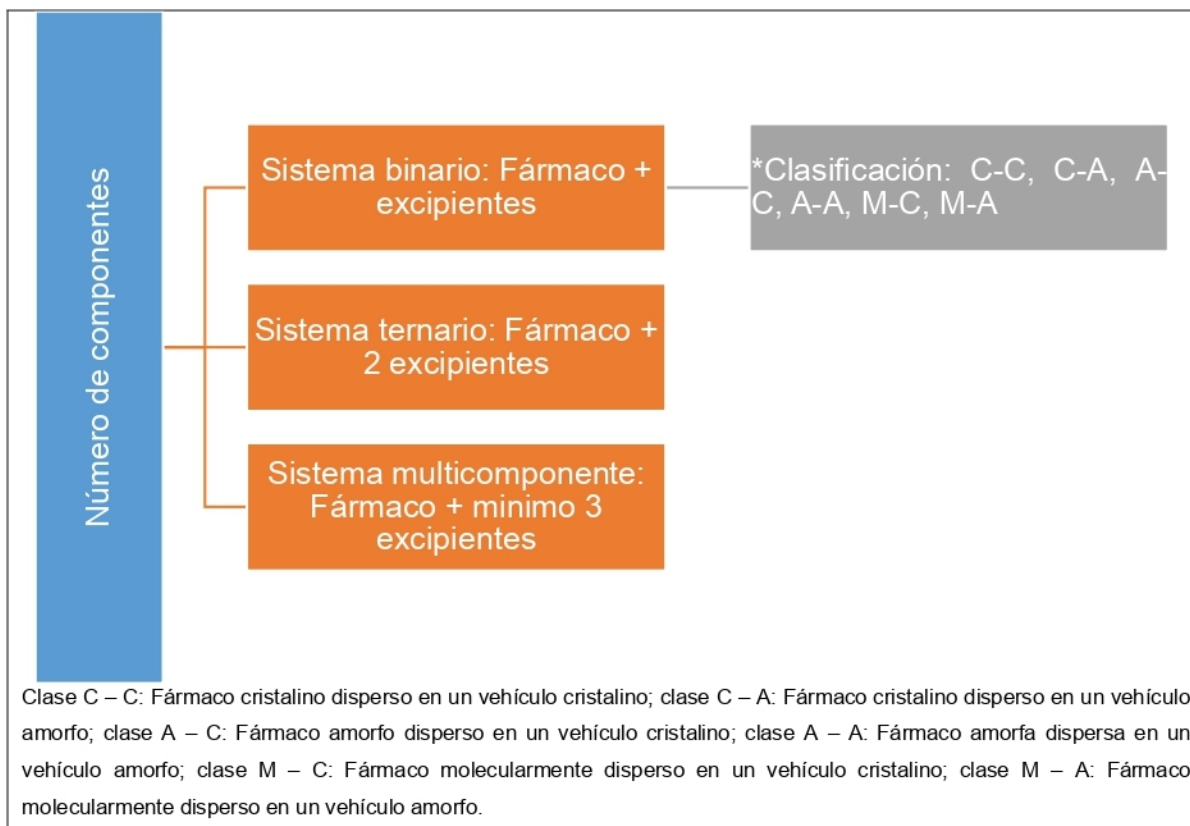 Número de componentes
Sistema binario: Fármaco +
excipientes
*Clasificación: C-C, C-A, A-
C, A-A, M-C, M-A
Sistema ternario: Fármaco +
2 excipientes
Sistema multicomponente:
Fármaco + minimo 3
excipientes
Clase C – C: Fármaco cristalino disperso en un vehículo cristalino; clase C – A: Fármaco cristalino disperso en un vehículo
amorfo; clase A – C: Fármaco amorfo disperso en un vehículo cristalino; clase A – A: Fármaco amorfa dispersa en un
vehículo amorfo; clase M – C: Fármaco molecularmente disperso en un vehículo cristalino; clase M – A: Fármaco
molecularmente disperso en un vehículo amorfo.